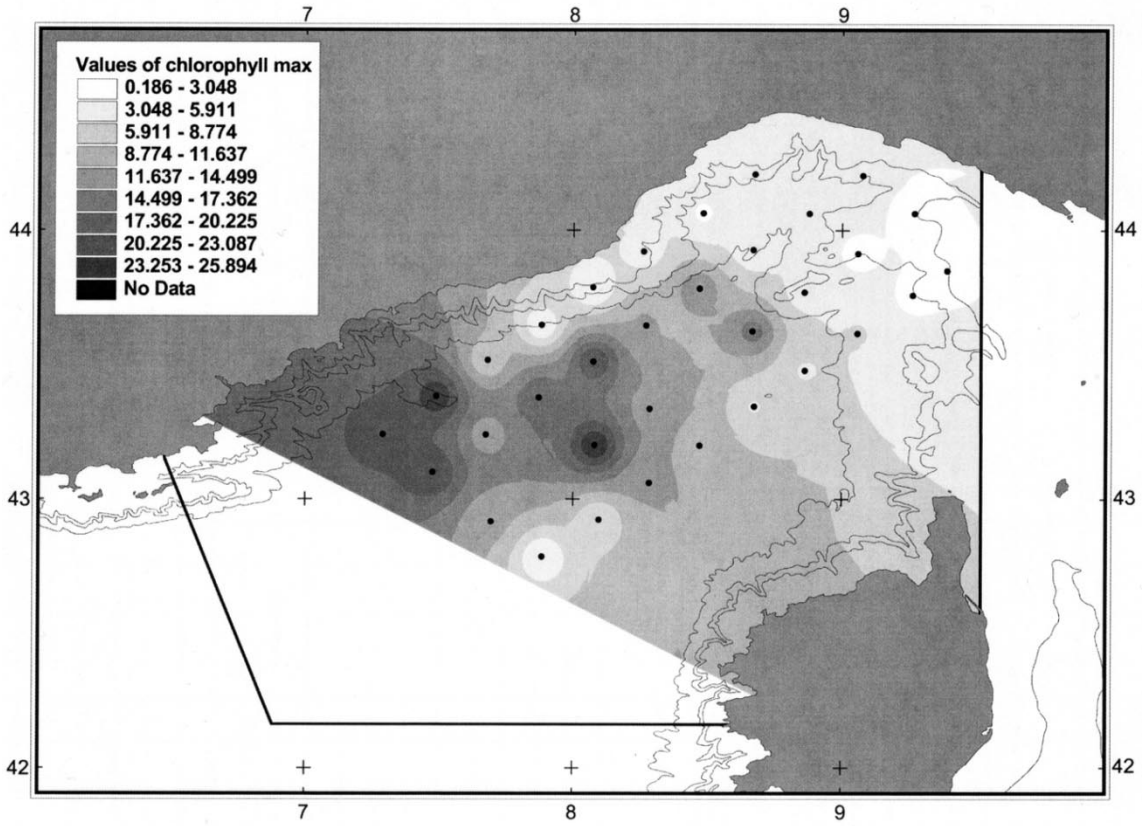 7 8 9
Values of chlorophyll max
0.186 - 3.048
3.048 - 5.911
5.911 - 8.774
8.774 - 11.637
11.637 - 14.499
14.499 - 17.362
17.362 - 20.225
20.225 - 23.087
23.253 - 25.894
No Data
44 44
43 43
42 42
7 8 9